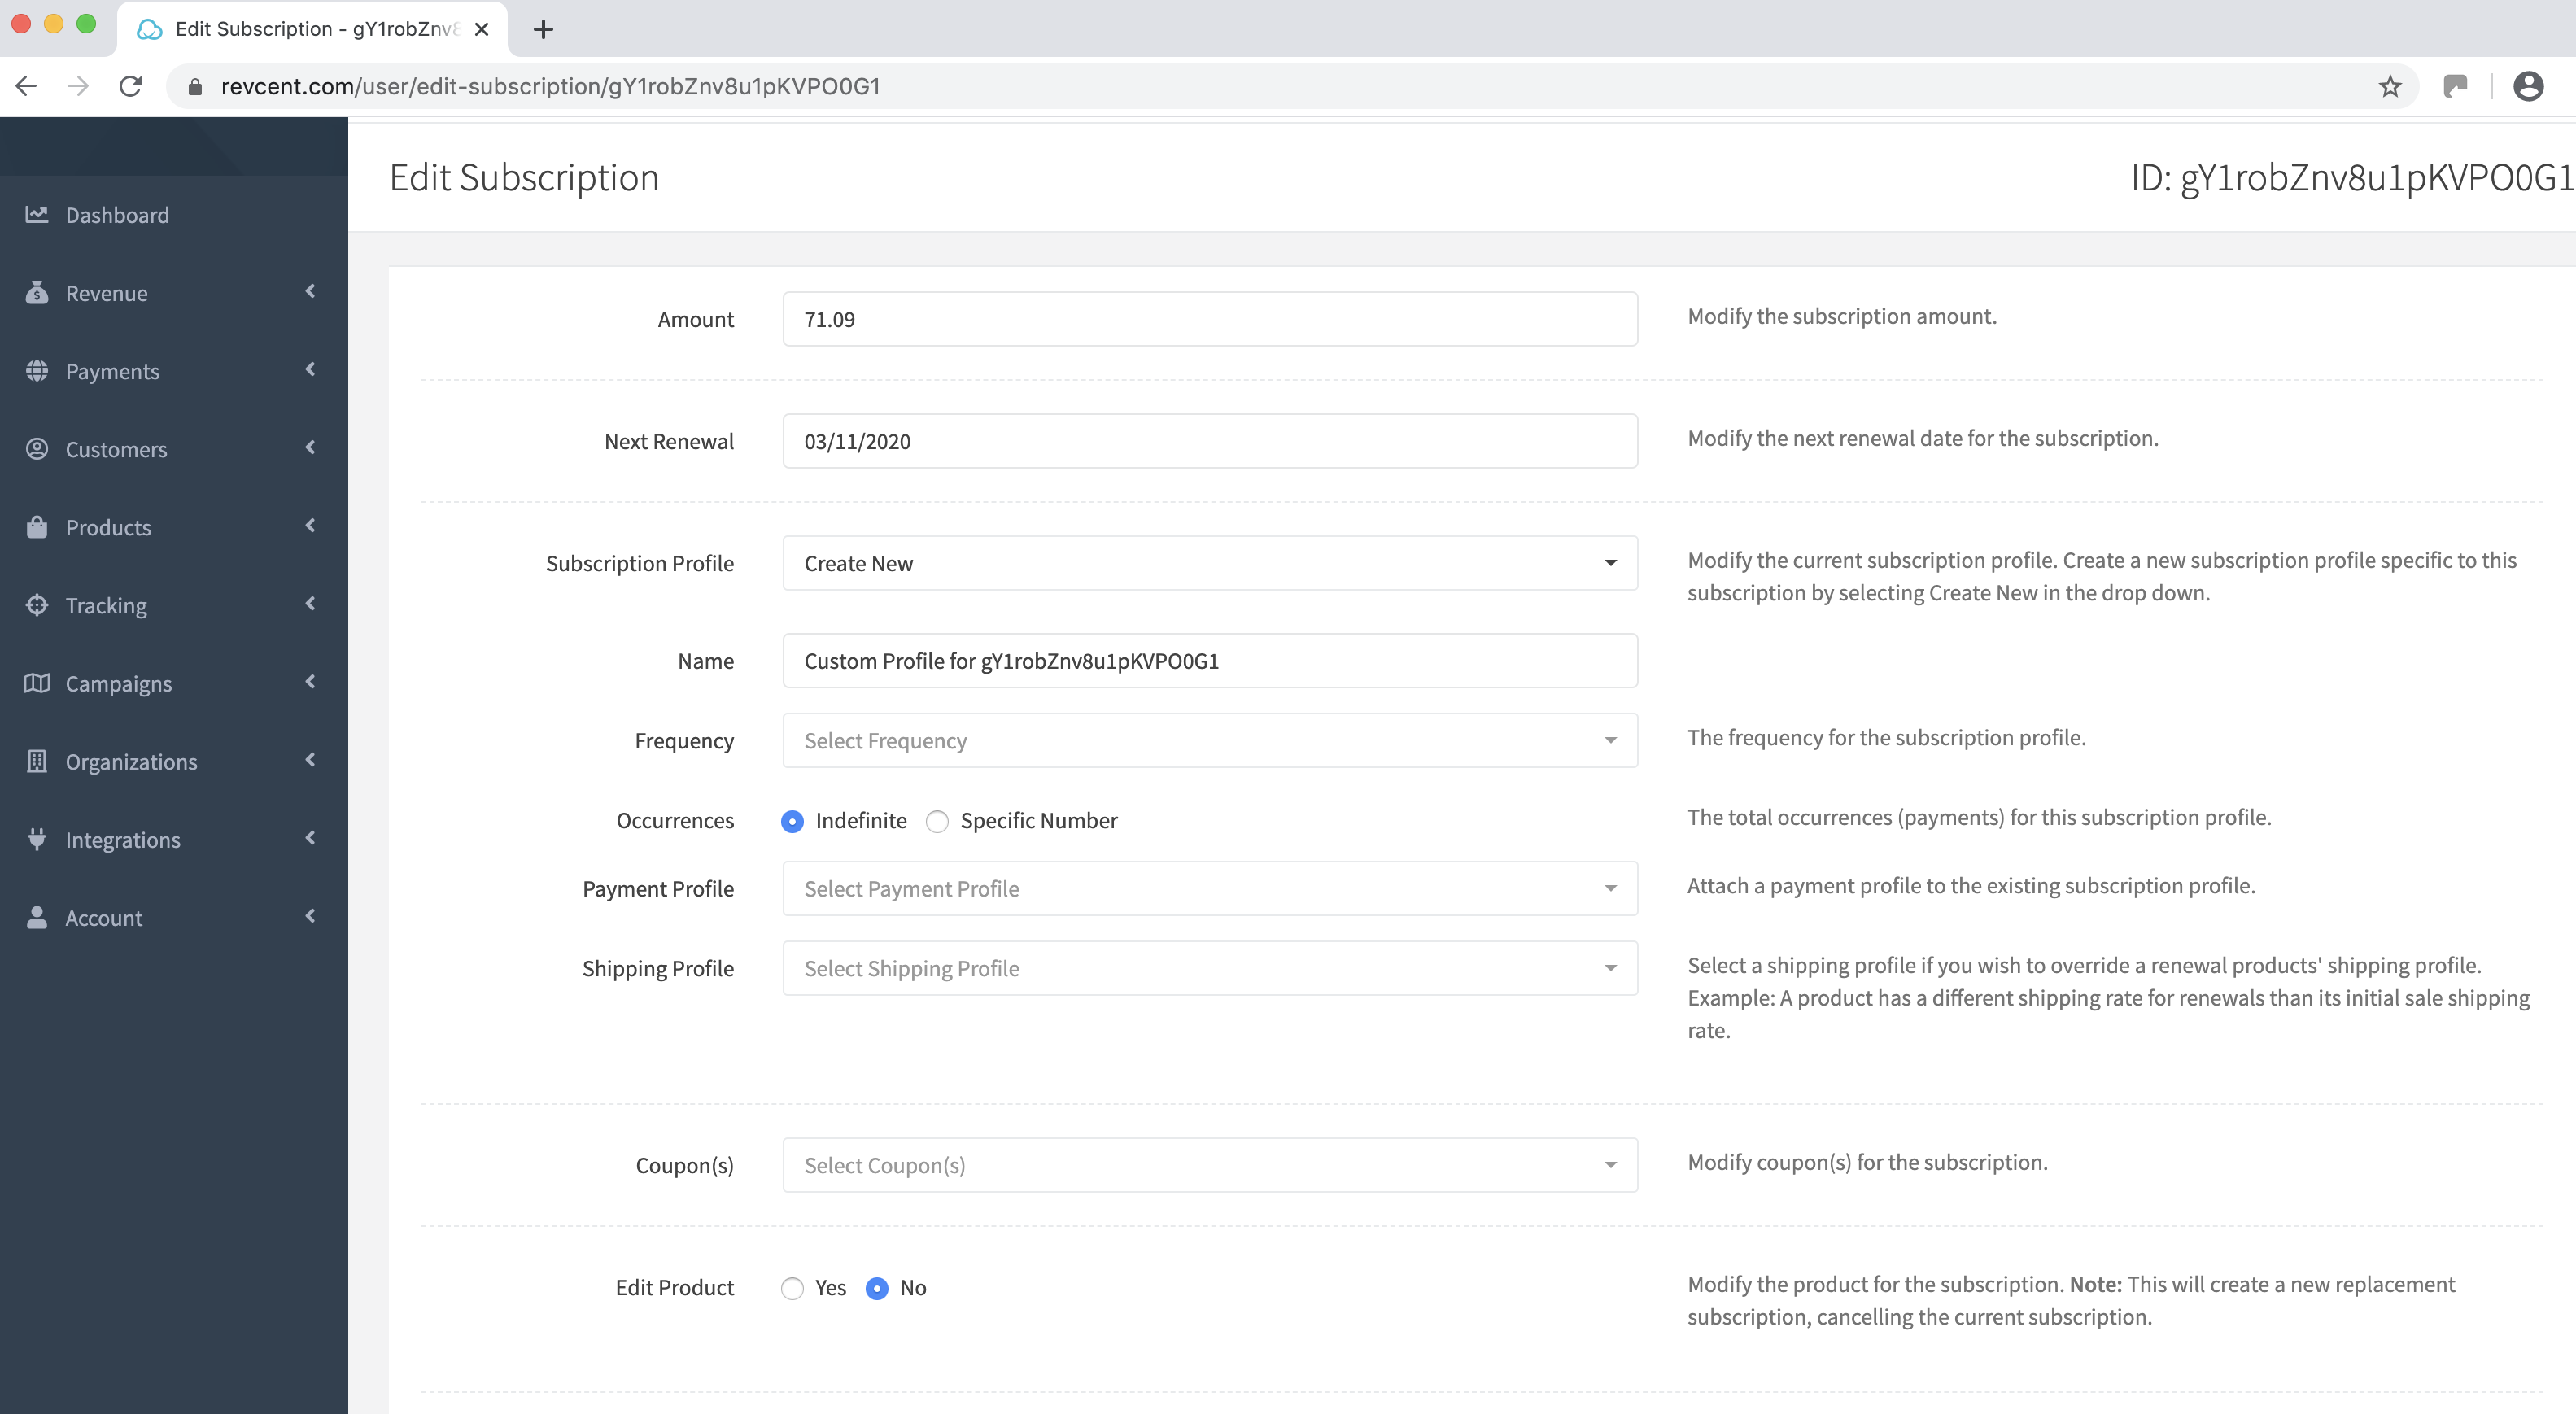 Edit Subscription - gY1robZnv8
revcent.com/user/edit-subscription/gY1robZnv8u1pKVPO0G1
Edit Subscription
ID: gY1robZnv8u1pKVPO0G1
Dashboard
Revenue
Payments
Customers
Products
Tracking
Campaigns
Organizations
Integrations
Account
Amount
71.09
Modify the subscription amount.
Next Renewal
03/11/2020
Modify the next renewal date for the subscription.
Subscription Profile
Create New
Modify the current subscription profile. Create a new subscription profile specific to this
subscription by selecting Create New in the drop down.
Name
Custom Profile for gY1robZnv8u1pKVPO0G1
Frequency
Select Frequency
The frequency for the subscription profile.
Occurrences
Indefinite
Specific Number
The total occurrences (payments) for this subscription profile.
Payment Profile
Select Payment Profile
Attach a payment profile to the existing subscription profile.
Shipping Profile
Select Shipping Profile
Select a shipping profile if you wish to override a renewal products' shipping profile.
Example: A product has a different shipping rate for renewals than its initial sale shipping
rate.
Coupon(s)
Select Coupon(s)
Modify coupon(s) for the subscription.
Edit Product
Yes
No
Modify the product for the subscription. Note: This will create a new replacement
subscription, cancelling the current subscription.